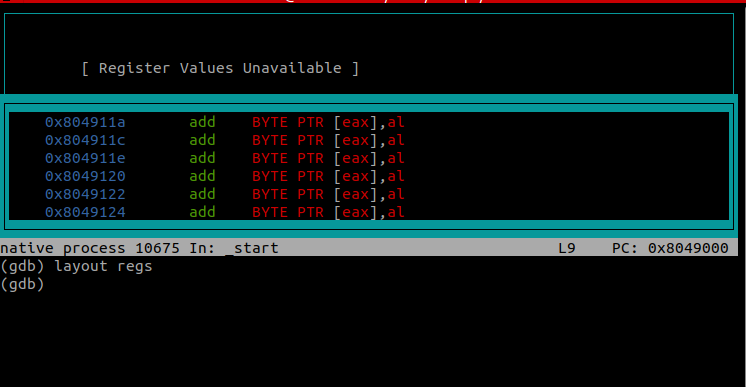 [ Register Values Unavailable ]
0x804911a add BYTE PTR [eax],al
0x804911c add BYTE PTR [eax],al
0x804911e add BYTE PTR [eax],al
0x8049120 add BYTE PTR [eax],al
0x8049122 add BYTE PTR [eax],al
0x8049124 add BYTE PTR [eax],al
native process 10675 In: _start L9 PC: 0x8049000
(gdb) layout regs
(gdb)